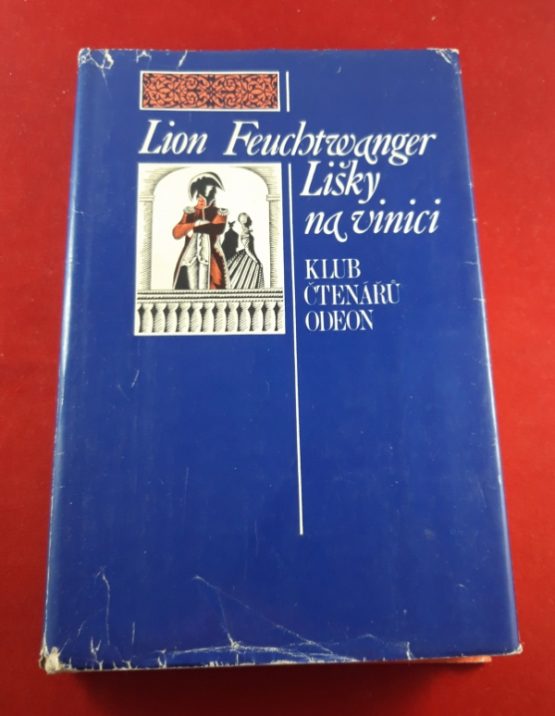 Lion Feuchtwanger
Lišky
na vinici
KLUB
ČTENÁŘŮ
ODEON